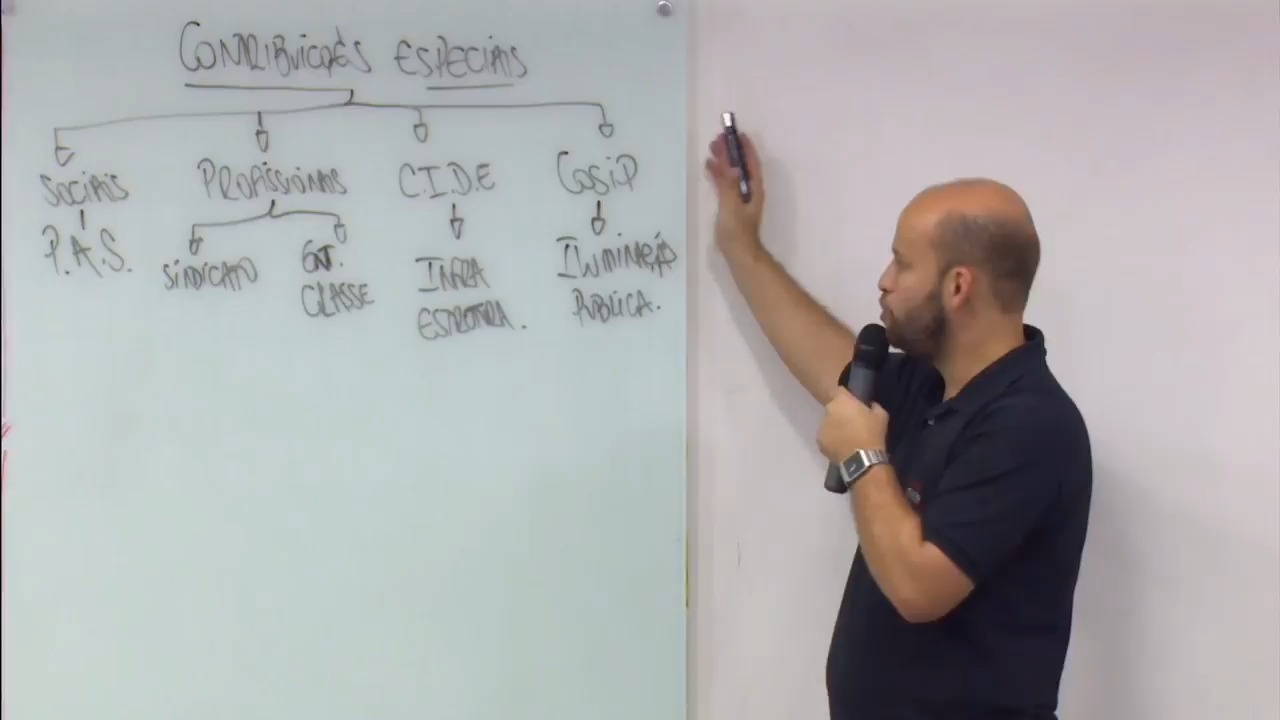 CONTRIBUIÇÕES ESPECIAIS
SOCIAIS PROFISSIONAIS C.I.D.E COSIP
P.A.S. SINDICATO ENT. CLASSE INFRA ESTRUTURA. ILUMINAÇÃO PÚBLICA.